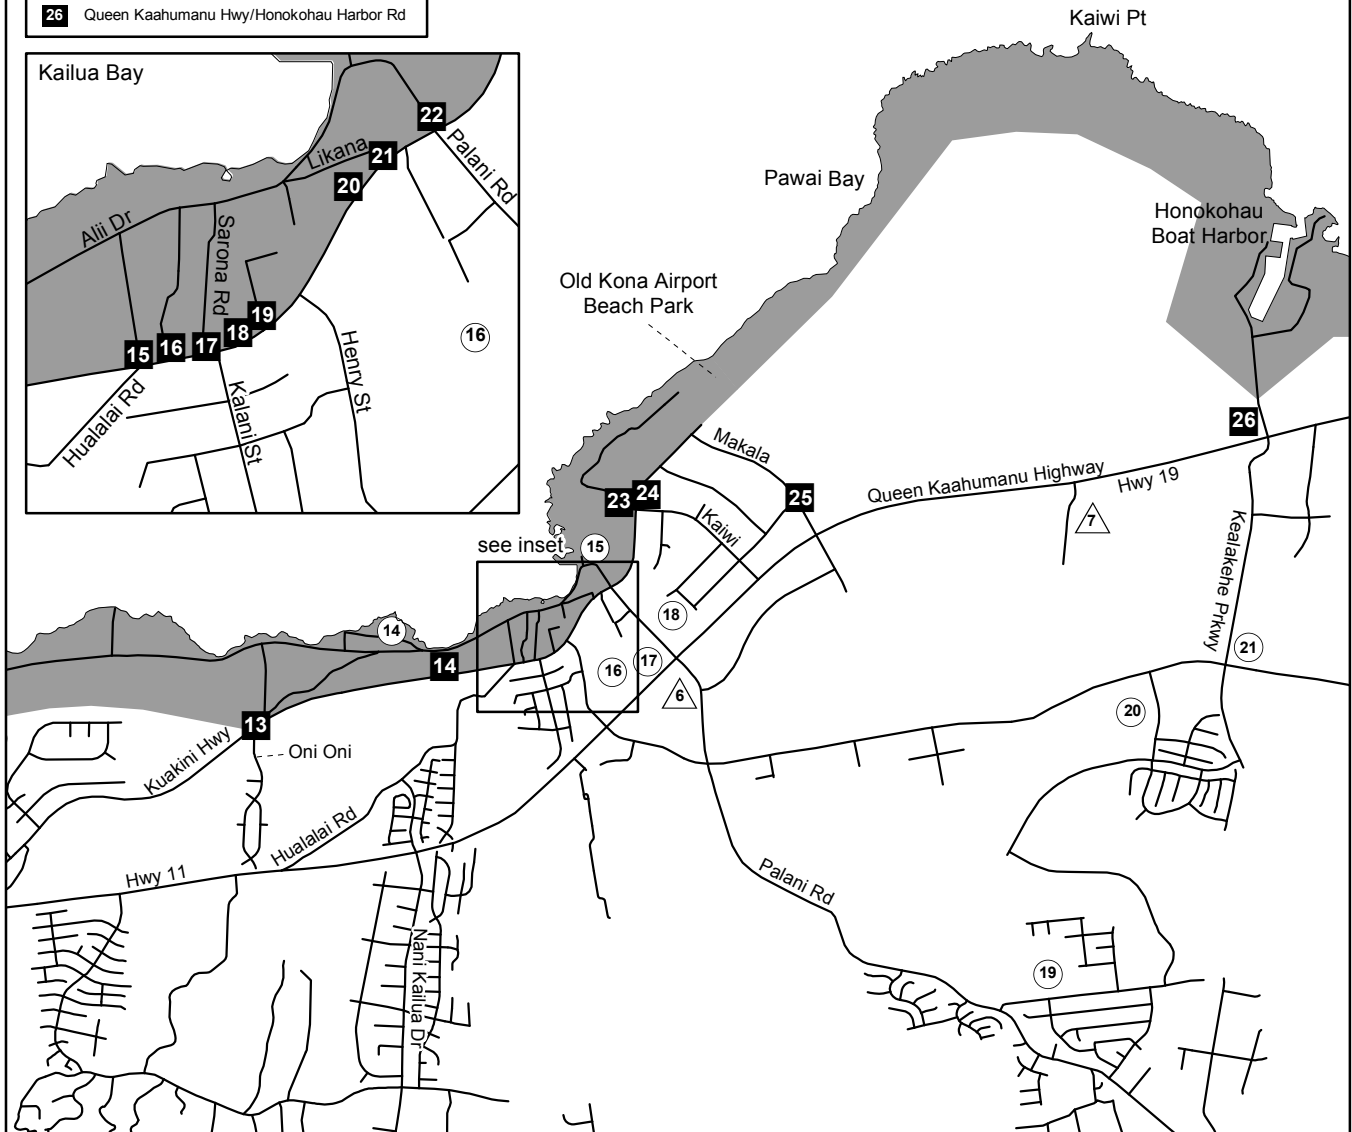 26 Queen Kaahumanu Hwy/Honokohau Harbor Rd
Kaiwi Pt
Kailua Bay
22
Likana
21
Palani Rd
20
Alii Dr
Sarona Rd
19
18
17
16
15
16
Henry St
Kalani St
Hualalai Rd
Pawai Bay
Honokohau
Boat Harbor
Old Kona Airport
Beach Park
26
Makala
Queen Kaahumanu Highway
Hwy 19
25
23
24
Kaiwi
7
Kealakehe Prkwy
see inset
15
18
14
14
16
17
6
21
20
13
Kuakini Hwy
Oni Oni
Hualalai Rd
Hwy 11
Palani Rd
Nani Kailua Dr
19